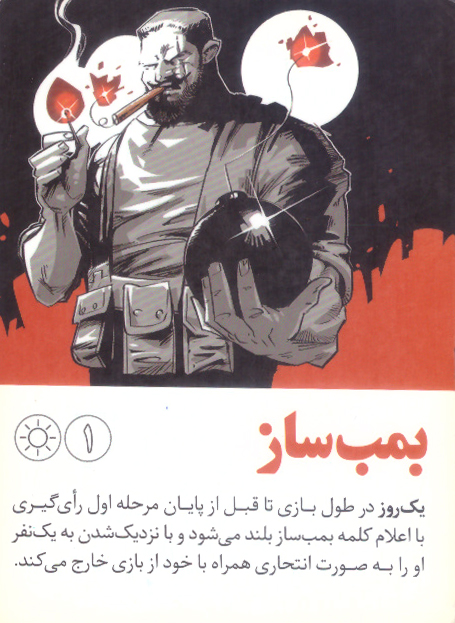 بمب‌ساز
۱
یک‌روز در طول بازی تا قبل از پایان مرحله اول رأی‌گیری
با اعلام کلمه بمب‌ساز بلند می‌شود و با نزدیک‌شدن به یک‌نفر
او را به صورت انتحاری همراه با خود از بازی خارج می‌کند.